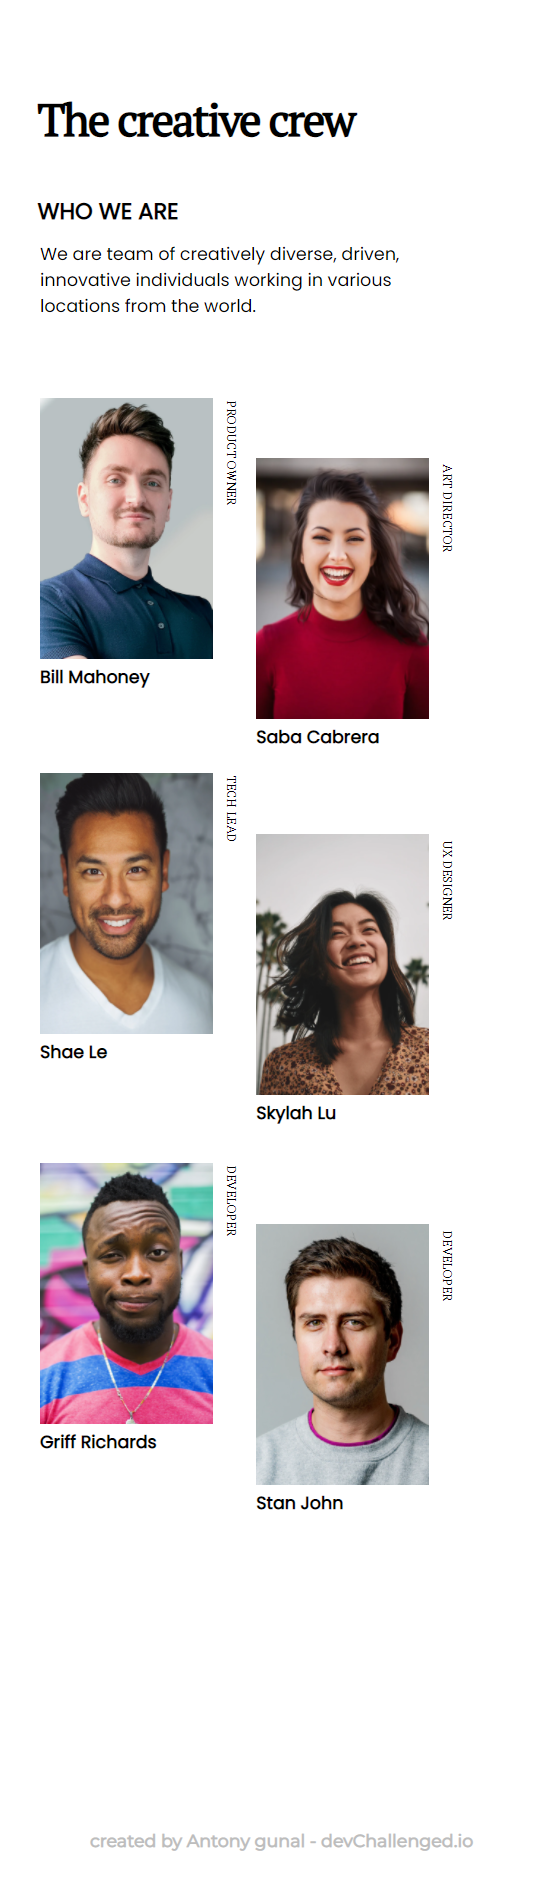 The creative crew
WHO WE ARE
We are team of creatively diverse, driven,
innovative individuals working in various
locations from the world.
PRODUCT OWNER
Bill Mahoney
ART DIRECTOR
Saba Cabrera
TECH LEAD
Shae Le
UX DESIGNER
Skylah Lu
DEVELOPER
Griff Richards
DEVELOPER
Stan John
created by Antony gunal - devChallenged.io